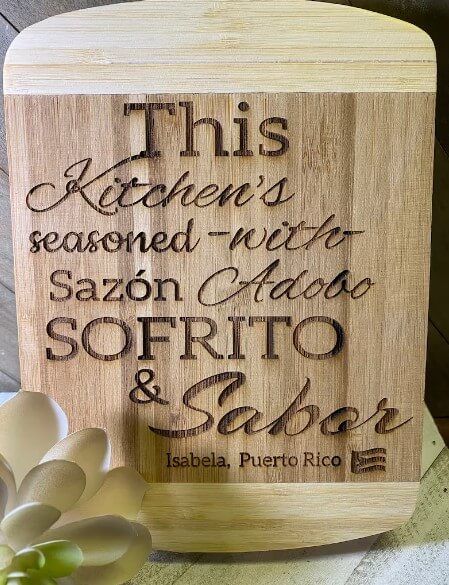 This
Kitchen's
seasoned -with-
Sazón Adobo
SOFRITO
& Sabor
Isabela, Puerto Rico